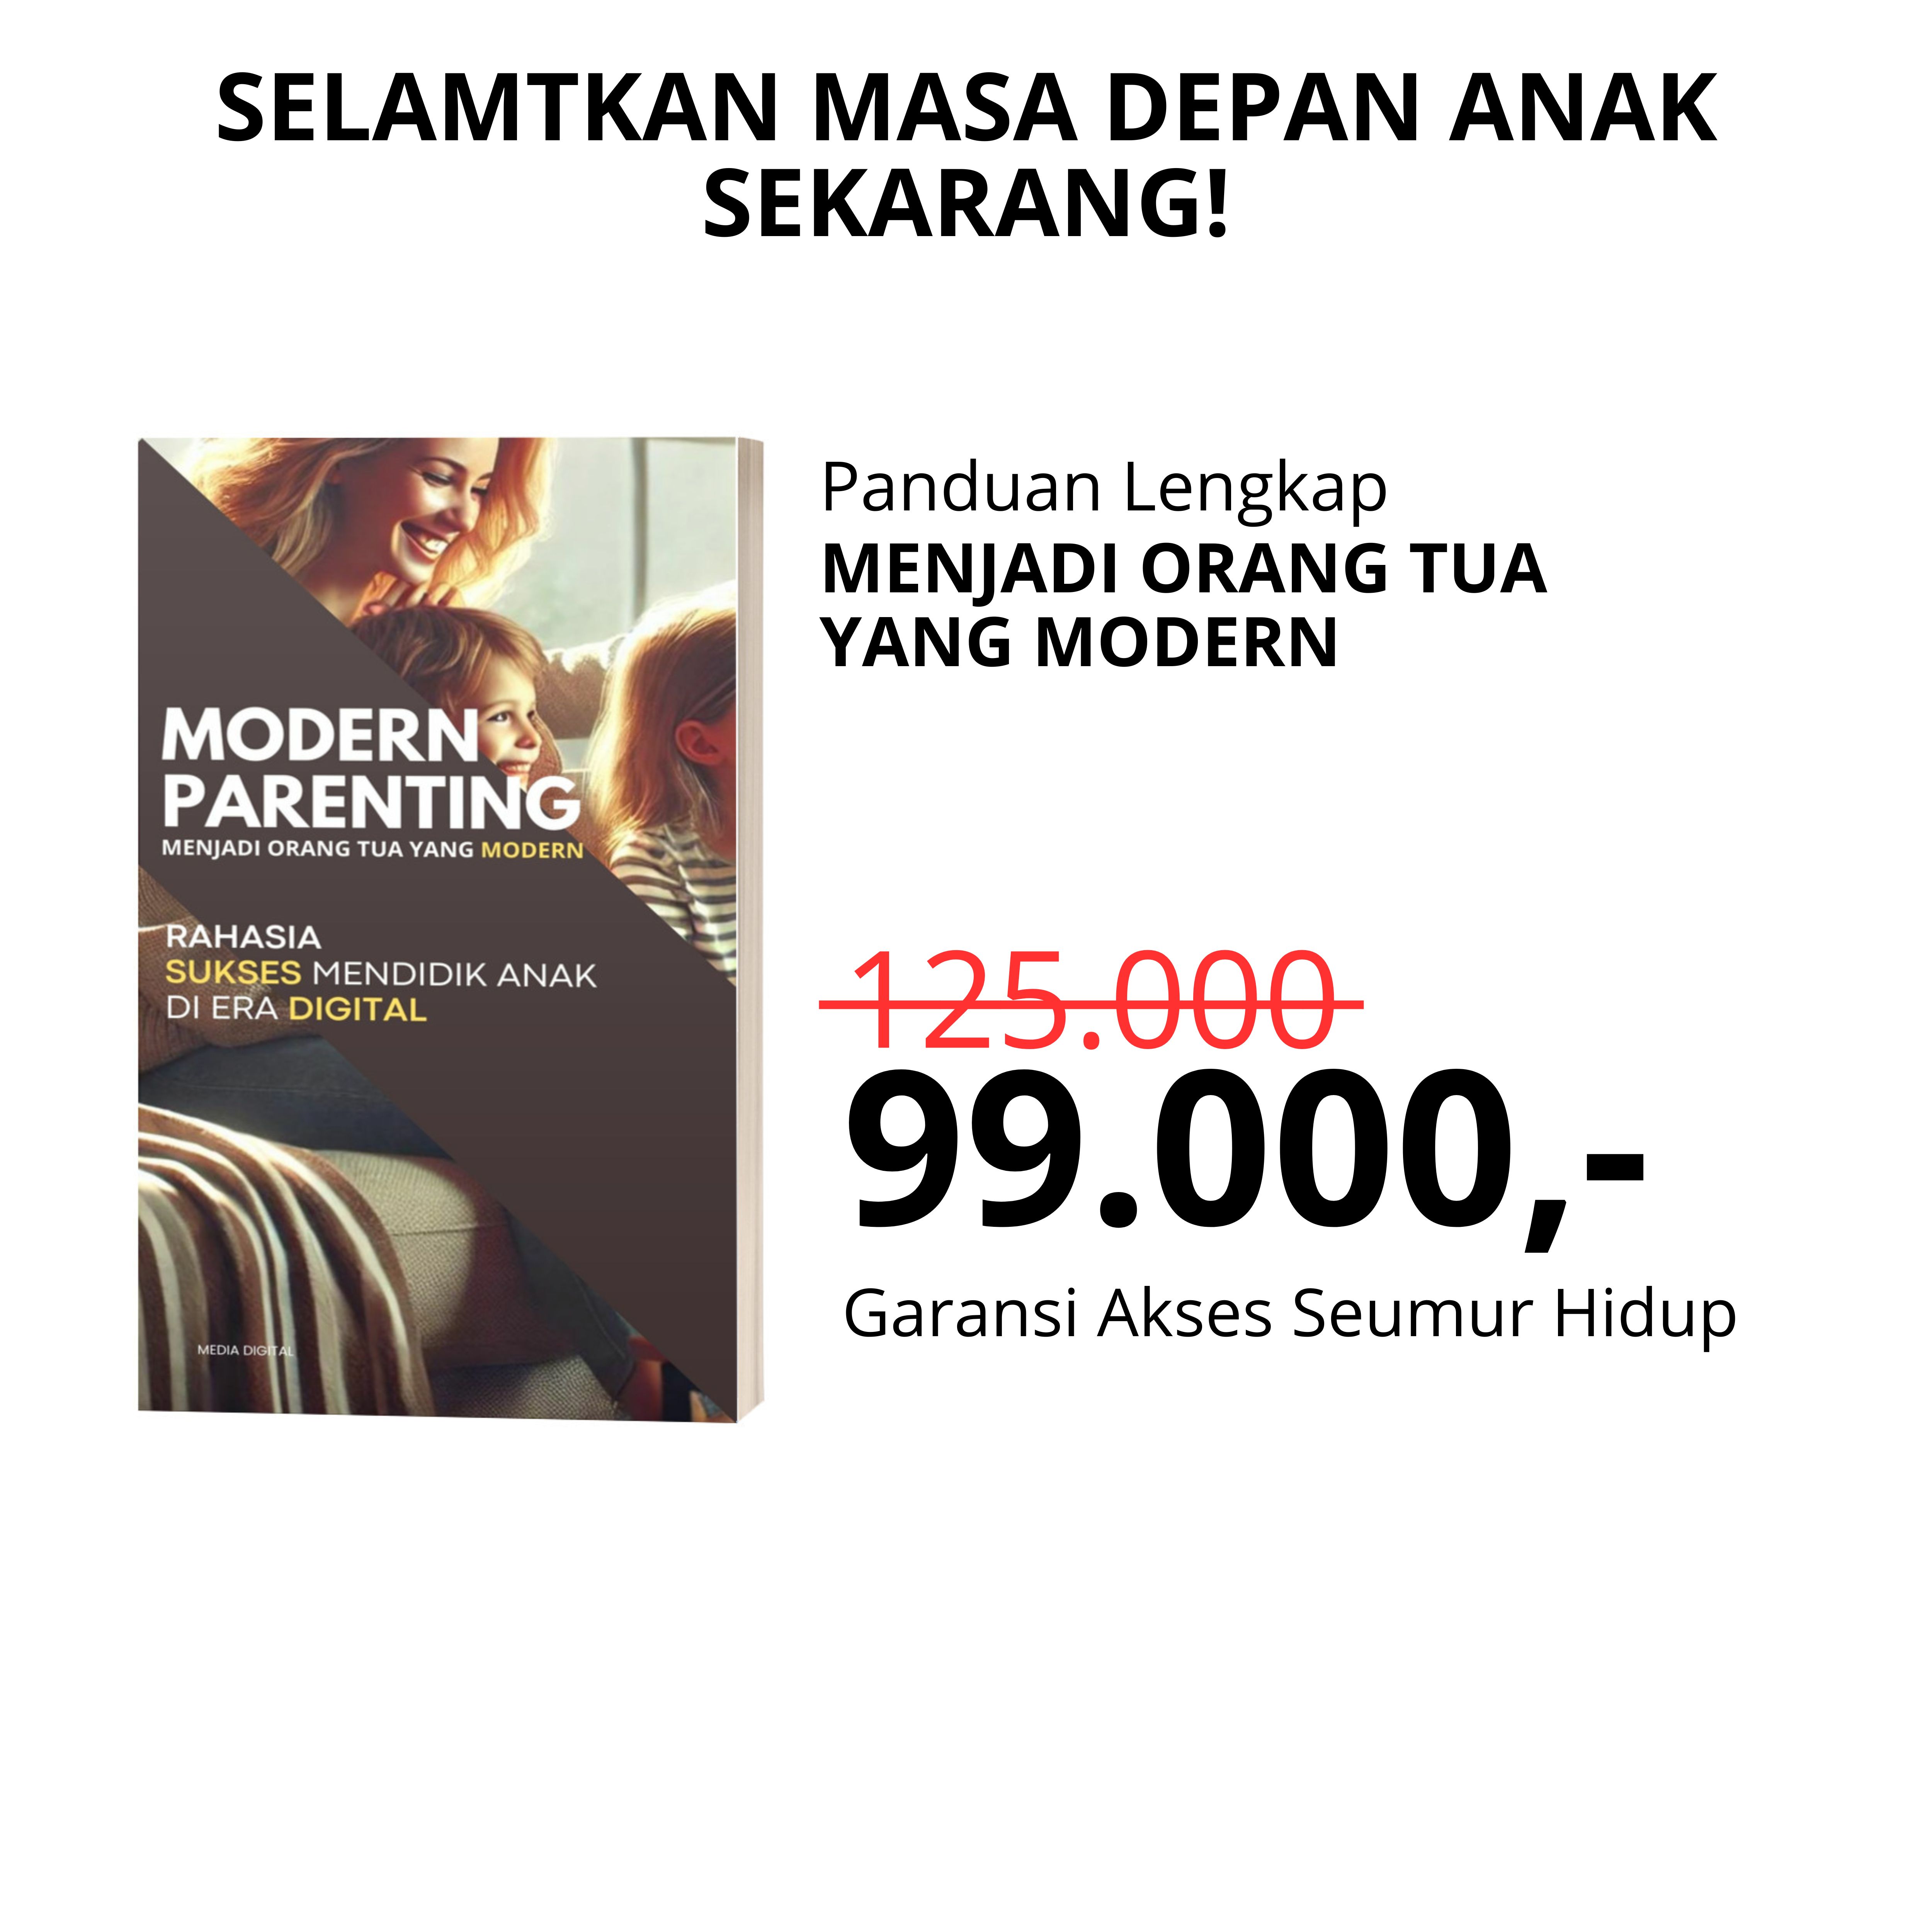 SELAMTKAN MASA DEPAN ANAK
SEKARANG!
MODERN
PARENTING
MENJADI ORANG TUA YANG MODERN
RAHASIA
SUKSES MENDIDIK ANAK
DI ERA DIGITAL
MEDIA DIGITAL
Panduan Lengkap
MENJADI ORANG TUA
YANG MODERN
125.000
99.000,-
Garansi Akses Seumur Hidup